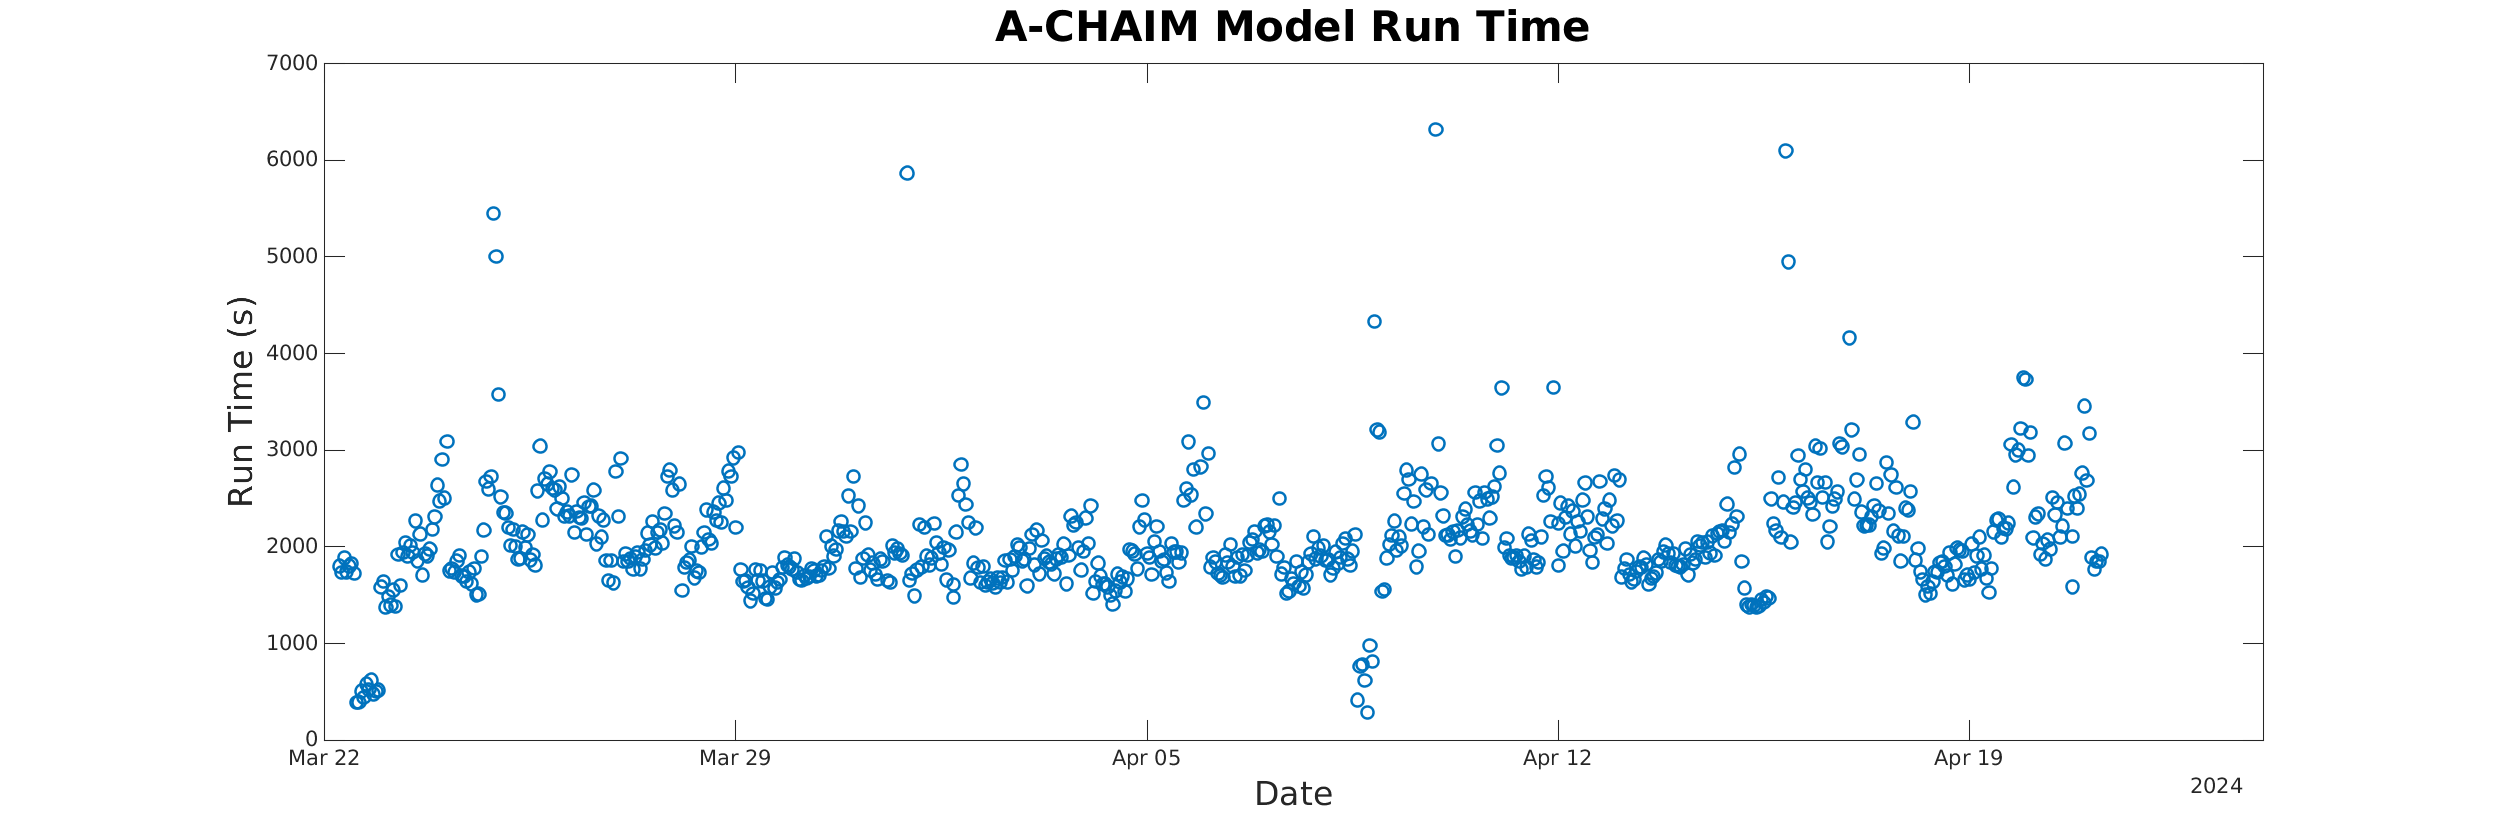 A-CHAIM Model Run Time
7000
6000
5000
4000
3000
2000
1000
0
Run Time (s)
Mar 22
Mar 29
Apr 05
Apr 12
Apr 19
2024
Date